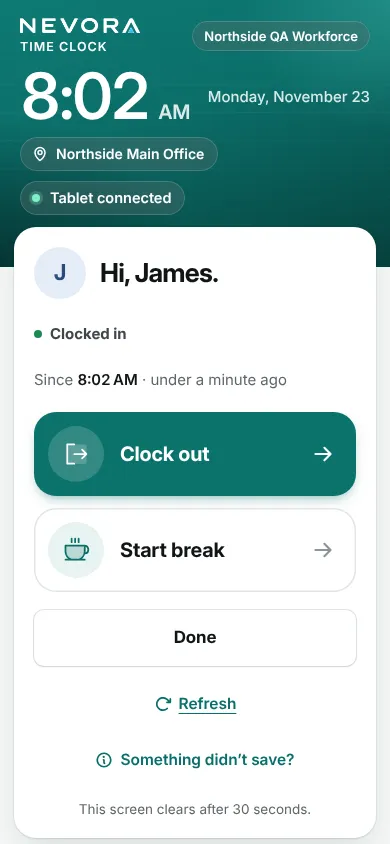 NEVORA
TIME CLOCK
Northside QA Workforce
8:02 AM
Monday, November 23
Northside Main Office
Tablet connected
J
Hi, James.
Clocked in
Since 8:02 AM · under a minute ago
Clock out
Start break
Done
Refresh
Something didn’t save?
This screen clears after 30 seconds.